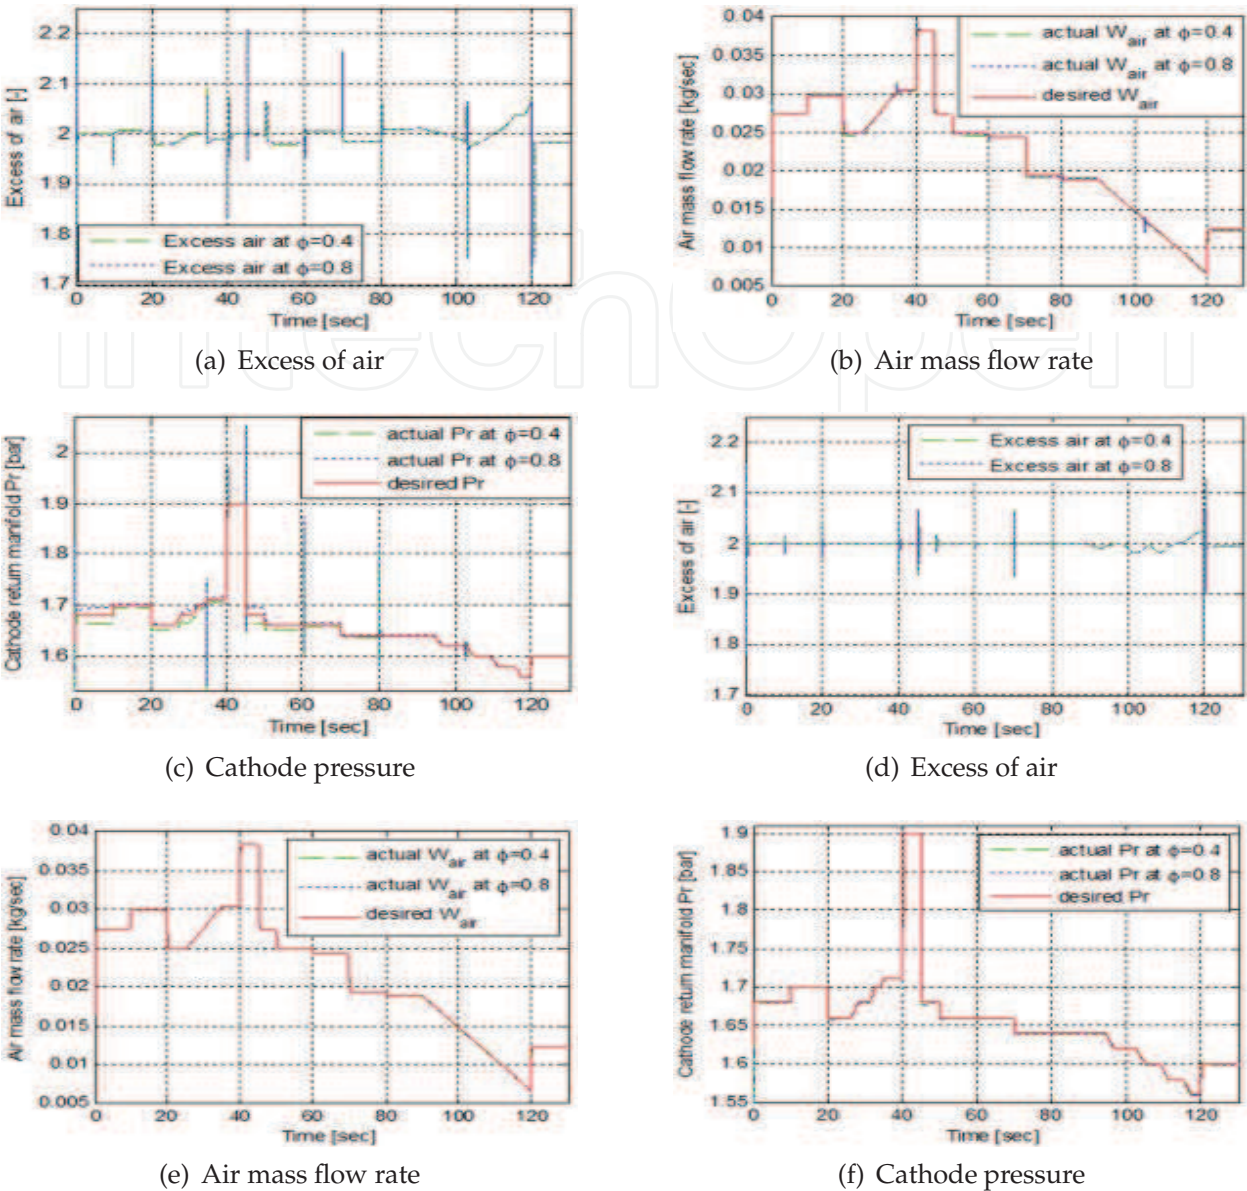 2.2
2.1
2
1.9
1.8
1.7
Excess of air [-]
Excess air at ϕ=0.4
Excess air at ϕ=0.8
0 20 40 60 80 100 120
Time [sec]
(a) Excess of air
0.04
0.035
0.03
0.025
0.02
0.015
0.01
0.005
Air mass flow rate [kg/sec]
actual Wair at ϕ=0.4
actual Wair at ϕ=0.8
desired Wair
0 20 40 60 80 100 120
Time [sec]
(b) Air mass flow rate
2
1.9
1.8
1.7
1.6
Cathode return manifold Pr [bar]
actual Pr at ϕ=0.4
actual Pr at ϕ=0.8
desired Pr
0 20 40 60 80 100 120
Time [sec]
(c) Cathode pressure
2.2
2.1
2
1.9
1.8
1.7
Excess of air [-]
Excess air at ϕ=0.4
Excess air at ϕ=0.8
0 20 40 60 80 100 120
Time [sec]
(d) Excess of air
0.04
0.035
0.03
0.025
0.02
0.015
0.01
0.005
Air mass flow rate [kg/sec]
actual Wair at ϕ=0.4
actual Wair at ϕ=0.8
desired Wair
0 20 40 60 80 100 120
Time [sec]
(e) Air mass flow rate
1.9
1.85
1.8
1.75
1.7
1.65
1.6
1.55
Cathode return manifold Pr [bar]
actual Pr at ϕ=0.4
actual Pr at ϕ=0.8
desired Pr
0 20 40 60 80 100 120
Time [sec]
(f) Cathode pressure
intechopen